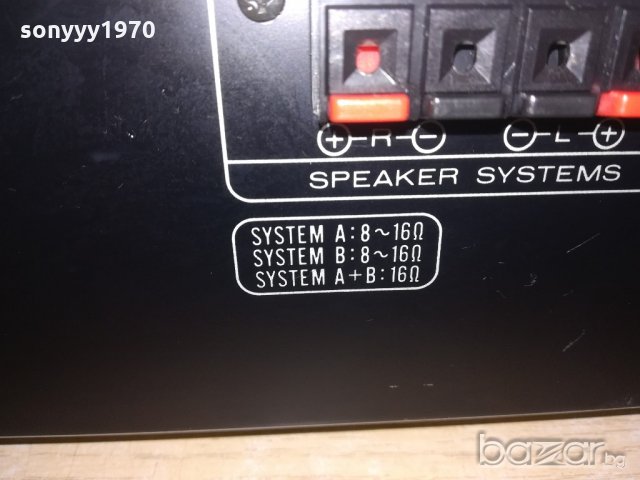 sonyyy1970
+ R − − L +
SPEAKER SYSTEMS
SYSTEM A:8~16Ω
SYSTEM B:8~16Ω
SYSTEM A+B:16Ω
bazar.bg